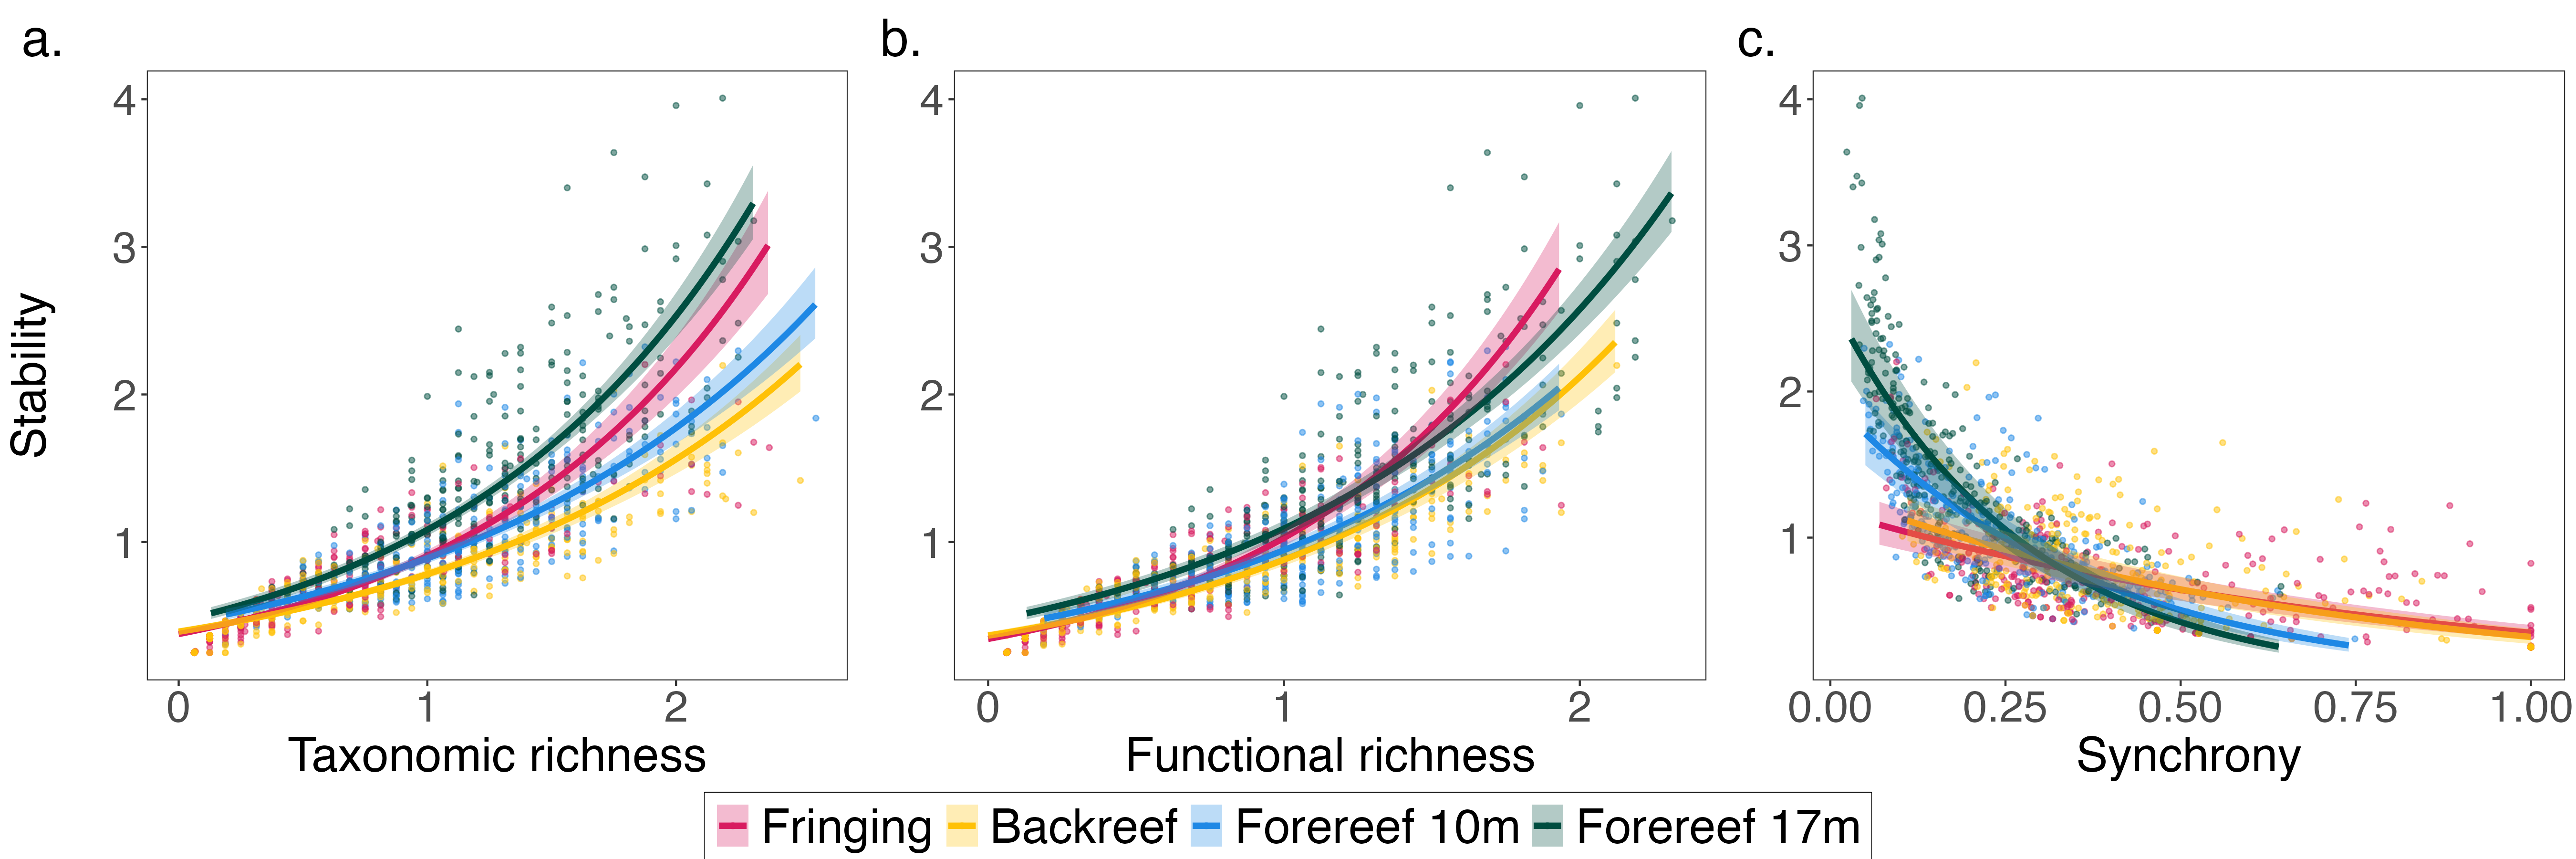 a.
b.
c.
Stability
4
3
2
1
0
1
2
Taxonomic richness
4
3
2
1
0
1
2
Functional richness
4
3
2
1
0.00
0.25
0.50
0.75
1.00
Synchrony
Fringing
Backreef
Forereef 10m
Forereef 17m